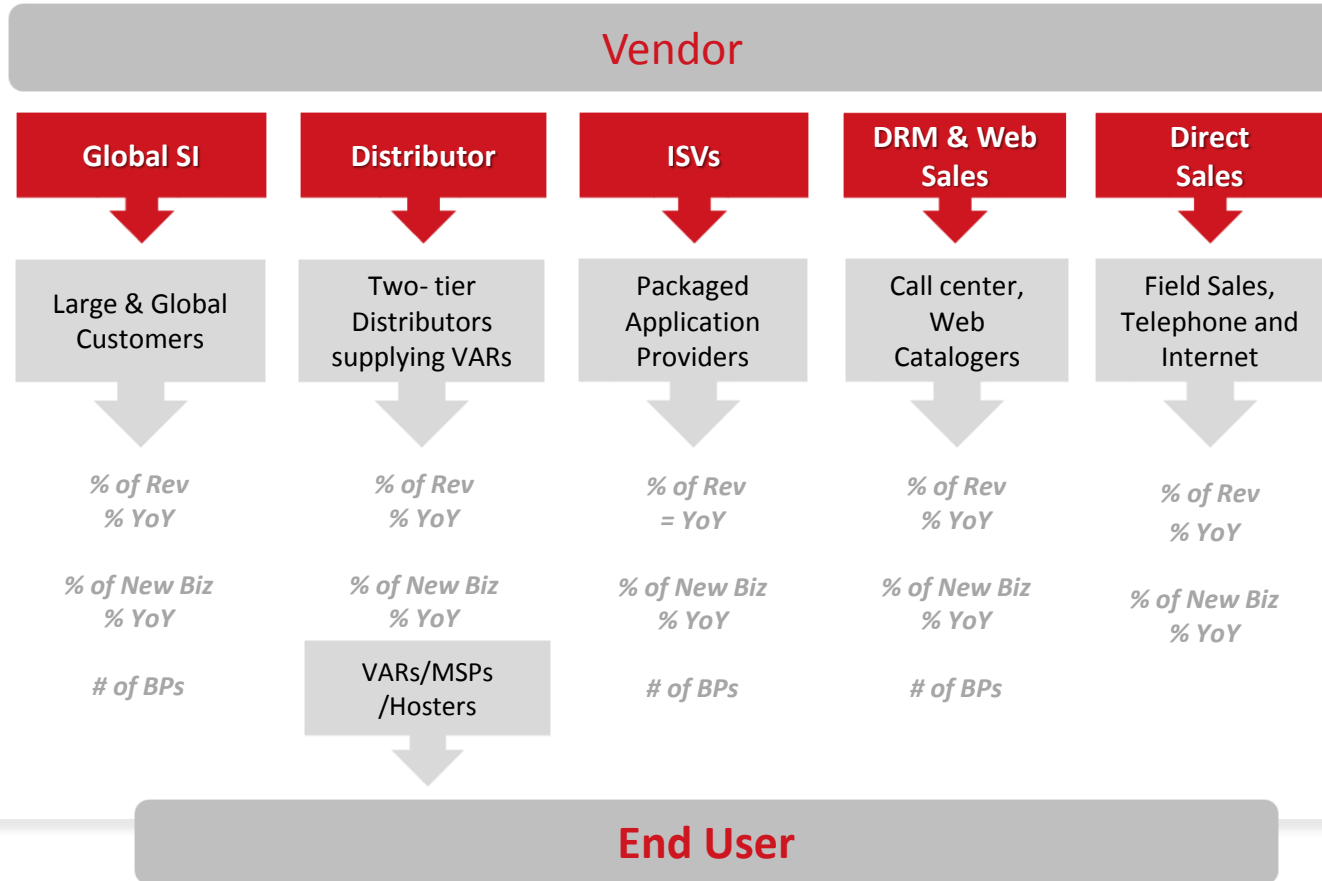 Vendor
Global SI
Large & Global
Customers
% of Rev
% YoY
% of New Biz
% YoY
# of BPs
Distributor
Two- tier
Distributors
supplying VARs
% of Rev
% YoY
% of New Biz
% YoY
VARs/MSPs
/Hosters
ISVs
Packaged
Application
Providers
% of Rev
= YoY
% of New Biz
% YoY
# of BPs
DRM & Web
Sales
Call center,
Web
Catalogers
% of Rev
% YoY
% of New Biz
% YoY
# of BPs
Direct
Sales
Field Sales,
Telephone and
Internet
% of Rev
% YoY
% of New Biz
% YoY
End User